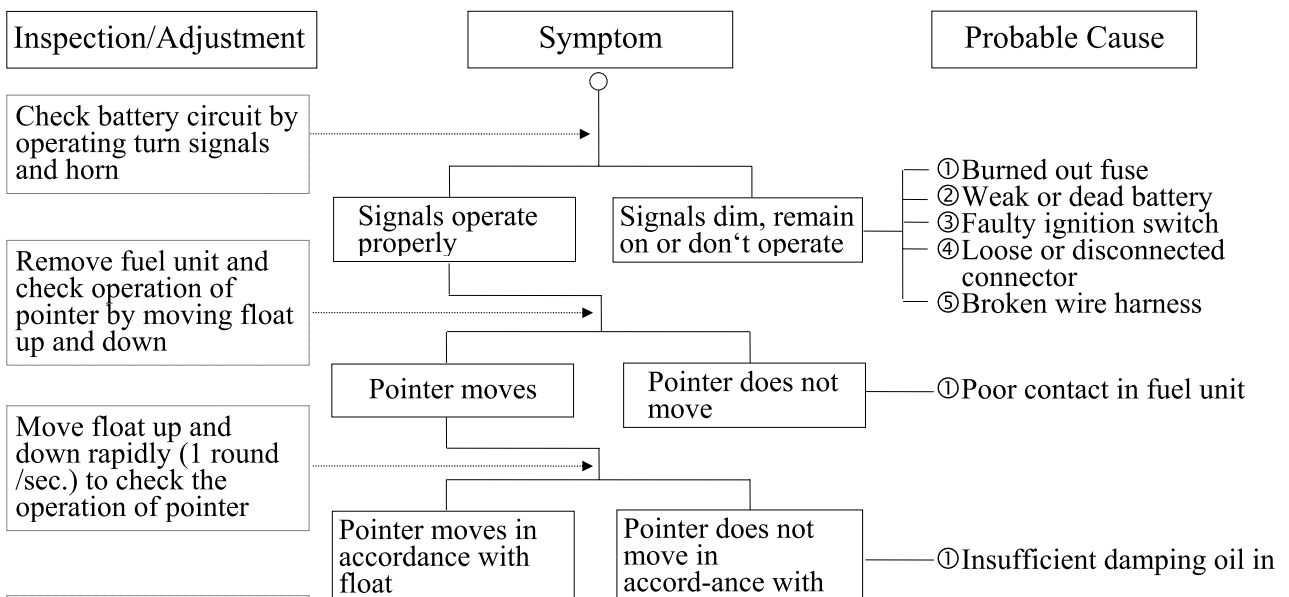 Inspection/Adjustment
Symptom
Probable Cause
Check battery circuit by
operating turn signals
and horn
Signals operate
properly
Signals dim, remain
on or don‘t operate
①Burned out fuse
②Weak or dead battery
③Faulty ignition switch
④Loose or disconnected
connector
⑤Broken wire harness
Remove fuel unit and
check operation of
pointer by moving float
up and down
Pointer moves
Pointer does not
move
①Poor contact in fuel unit
Move float up and
down rapidly (1 round
/sec.) to check the
operation of pointer
Pointer moves in
accordance with
float
Pointer does not
move in
accord-ance with
①Insufficient damping oil in